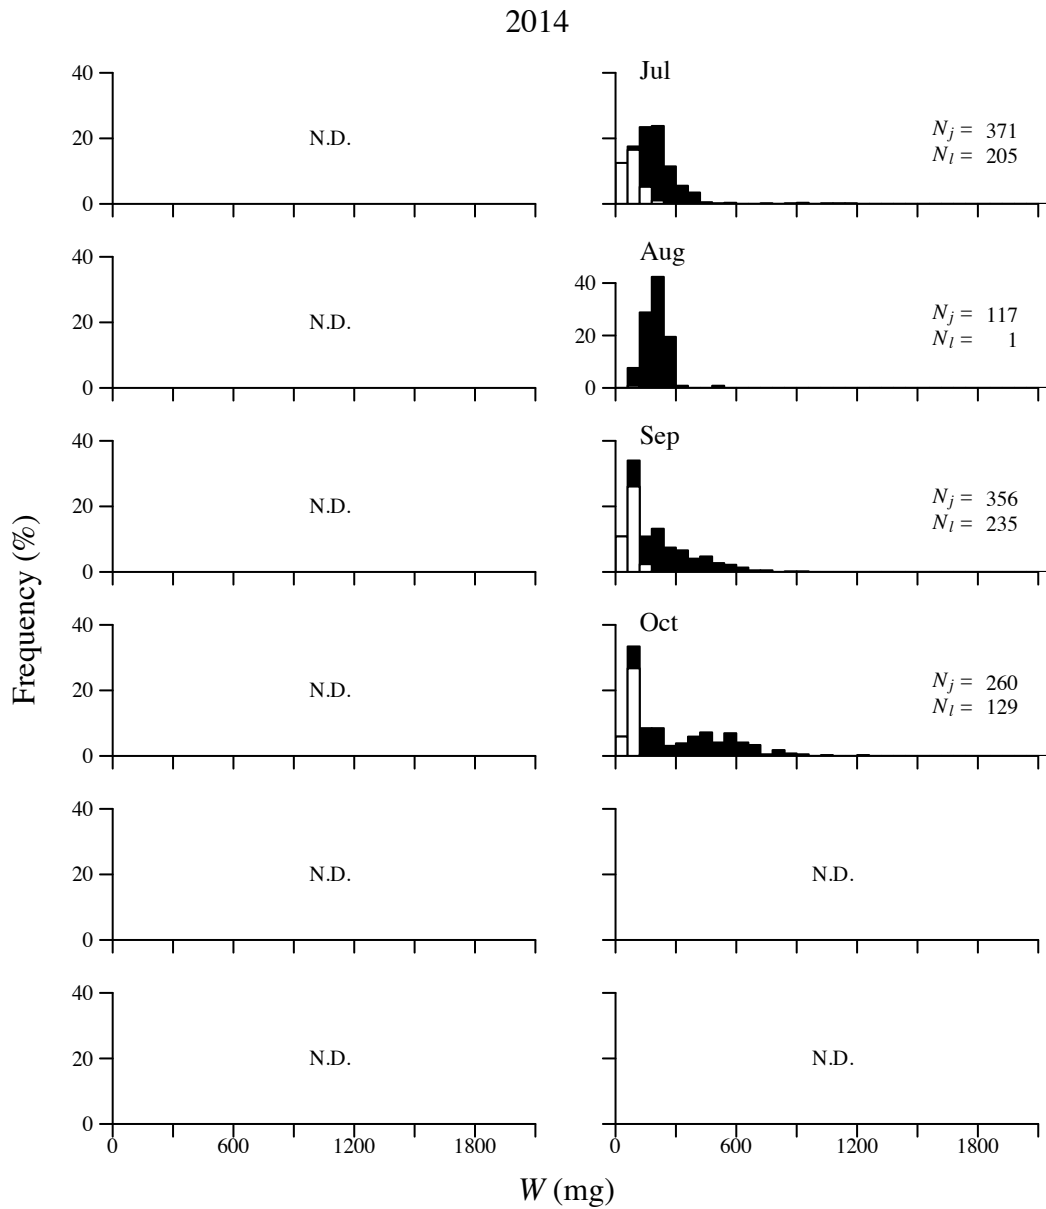 2014
Frequency (%)
40
20
0
N.D.
Jul
N_j = 371
N_l = 205
40
20
0
N.D.
Aug
40
20
0
N_j = 117
N_l = 1
40
20
0
N.D.
Sep
N_j = 356
N_l = 235
40
20
0
N.D.
Oct
N_j = 260
N_l = 129
40
20
0
N.D.
N.D.
40
20
0
N.D.
N.D.
0 600 1200 1800
0 600 1200 1800
W (mg)